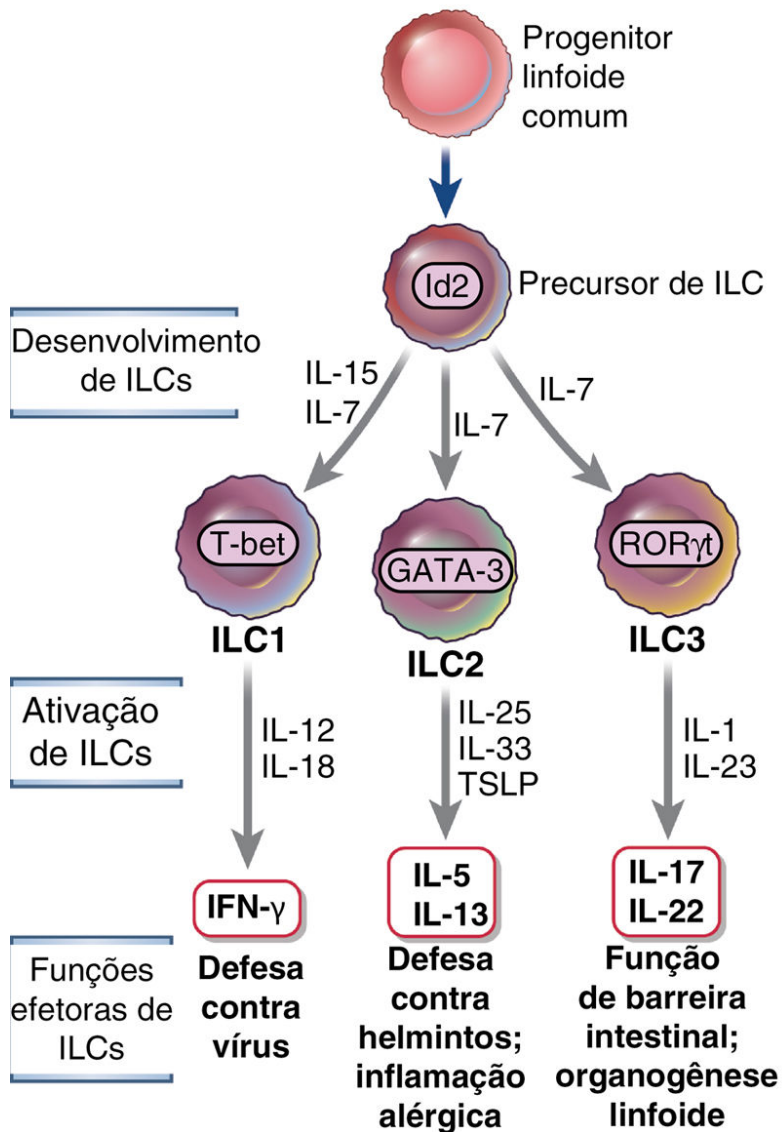 Progenitor
linfoide
comum
Id2
Precursor de ILC
Desenvolvimento
de ILCs
IL-15
IL-7
IL-7
IL-7
T-bet
GATA-3
RORγt
ILC1
ILC2
ILC3
Ativação
de ILCs
IL-12
IL-18
IL-25
IL-33
TSLP
IL-1
IL-23
IFN-γ
IL-5
IL-13
IL-17
IL-22
Funções
efetoras de
ILCs
Defesa
contra
vírus
Defesa
contra
helmintos;
inflamação
alérgica
Função
de barreira
intestinal;
organogênese
linfoide